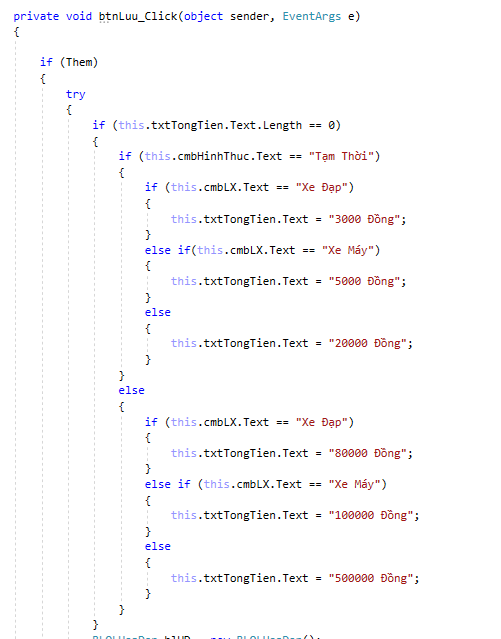 private void btnLuu_Click(object sender, EventArgs e)
{
if (Them)
{
try
{
if (this.txtTongTien.Text.Length == 0)
{
if (this.cmbHinhThuc.Text == "Tạm Thời")
{
if (this.cmbLX.Text == "Xe Đạp")
{
this.txtTongTien.Text = "3000 Đồng";
}
else if(this.cmbLX.Text == "Xe Máy")
{
this.txtTongTien.Text = "5000 Đồng";
}
else
{
this.txtTongTien.Text = "20000 Đồng";
}
}
else
{
if (this.cmbLX.Text == "Xe Đạp")
{
this.txtTongTien.Text = "80000 Đồng";
}
else if (this.cmbLX.Text == "Xe Máy")
{
this.txtTongTien.Text = "100000 Đồng";
}
else
{
this.txtTongTien.Text = "500000 Đồng";
}
}
}